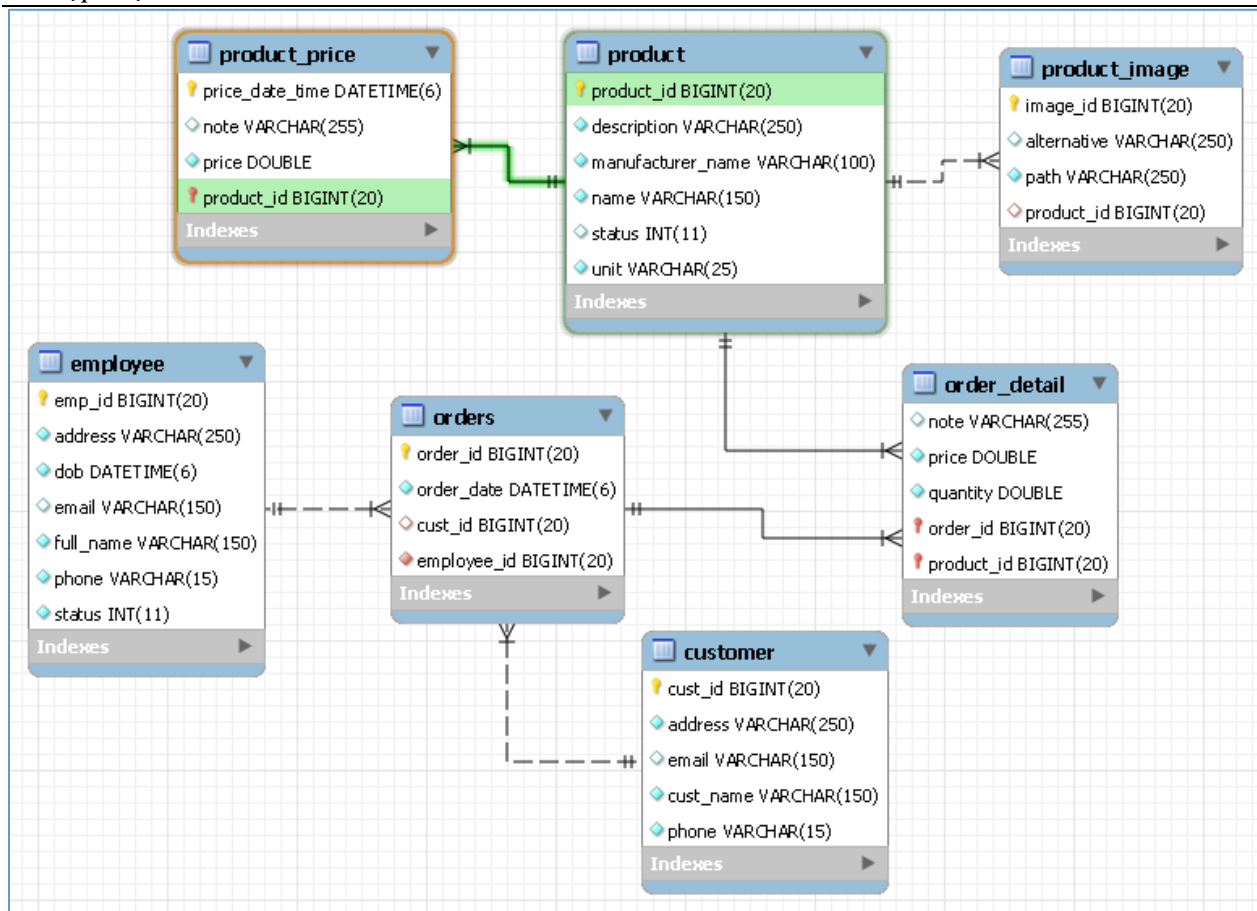 product_price
price_date_time DATETIME(6)
note VARCHAR(255)
price DOUBLE
product_id BIGINT(20)
Indexes
product
product_id BIGINT(20)
description VARCHAR(250)
manufacturer_name VARCHAR(100)
name VARCHAR(150)
status INT(11)
unit VARCHAR(25)
Indexes
product_image
image_id BIGINT(20)
alternative VARCHAR(250)
path VARCHAR(250)
product_id BIGINT(20)
Indexes
employee
emp_id BIGINT(20)
address VARCHAR(250)
dob DATETIME(6)
email VARCHAR(150)
full_name VARCHAR(150)
phone VARCHAR(15)
status INT(11)
Indexes
orders
order_id BIGINT(20)
order_date DATETIME(6)
cust_id BIGINT(20)
employee_id BIGINT(20)
Indexes
order_detail
note VARCHAR(255)
price DOUBLE
quantity DOUBLE
order_id BIGINT(20)
product_id BIGINT(20)
Indexes
customer
cust_id BIGINT(20)
address VARCHAR(250)
email VARCHAR(150)
cust_name VARCHAR(150)
phone VARCHAR(15)
Indexes